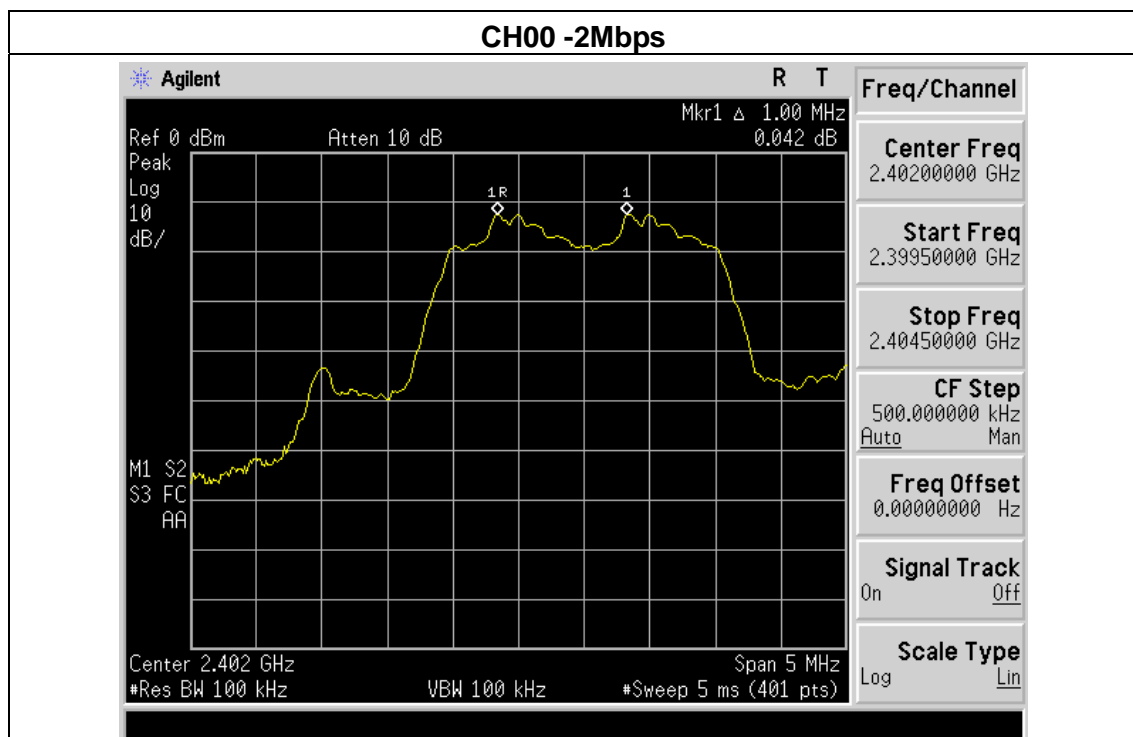 CH00 -2Mbps
Agilent R T
Mkr1 Δ 1.00 MHz
Ref 0 dBm Atten 10 dB 0.042 dB
Peak
Log
10
dB/
1R 1
M1 S2
S3 FC
AA
Center 2.402 GHz Span 5 MHz
#Res BW 100 kHz VBW 100 kHz #Sweep 5 ms (401 pts)
Freq/Channel
Center Freq
2.40200000 GHz
Start Freq
2.39950000 GHz
Stop Freq
2.40450000 GHz
CF Step
500.000000 kHz
Auto Man
Freq Offset
0.00000000 Hz
Signal Track
On Off
Scale Type
Log Lin